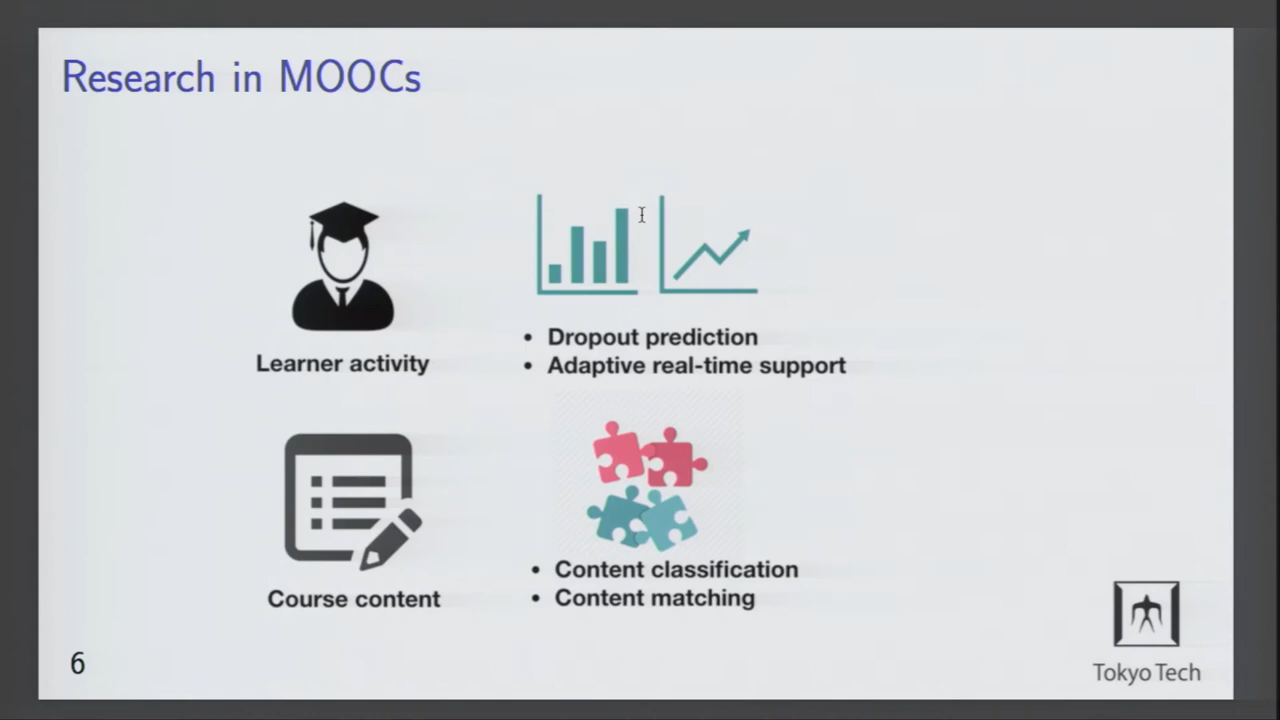 Research in MOOCs
Learner activity
• Dropout prediction
• Adaptive real-time support
Course content
• Content classification
• Content matching
6
Tokyo Tech